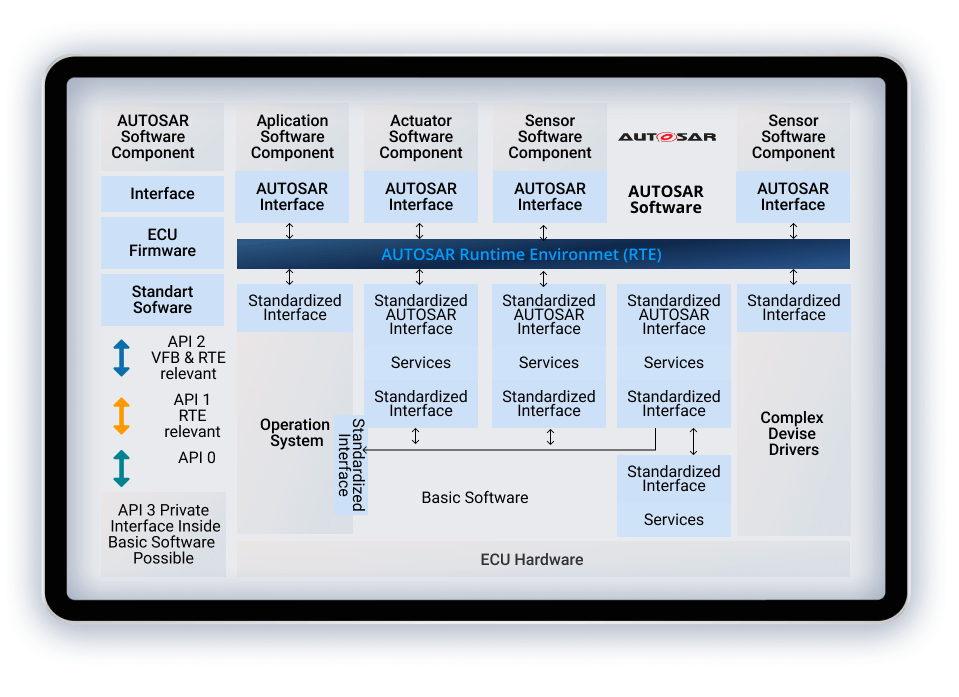 AUTOSAR
Software
Component
Interface
ECU
Firmware
Standart
Sofware
API 2
VFB & RTE
relevant
API 1
RTE
relevant
API 0
API 3 Private
Interface Inside
Basic Software
Possible
Aplication
Software
Component
AUTOSAR
Interface
Actuator
Software
Component
AUTOSAR
Interface
Sensor
Software
Component
AUTOSAR
Interface
AUTOSAR
AUTOSAR
Software
Sensor
Software
Component
AUTOSAR
Interface
AUTOSAR Runtime Environmet (RTE)
Standardized
Interface
Operation
System
Standardized
Interface
Standardized
AUTOSAR
Interface
Services
Standardized
Interface
Standardized
AUTOSAR
Interface
Services
Standardized
Interface
Standardized
AUTOSAR
Interface
Services
Standardized
Interface
Standardized
Interface
Services
Basic Software
Standardized
Interface
Complex
Devise
Drivers
ECU Hardware